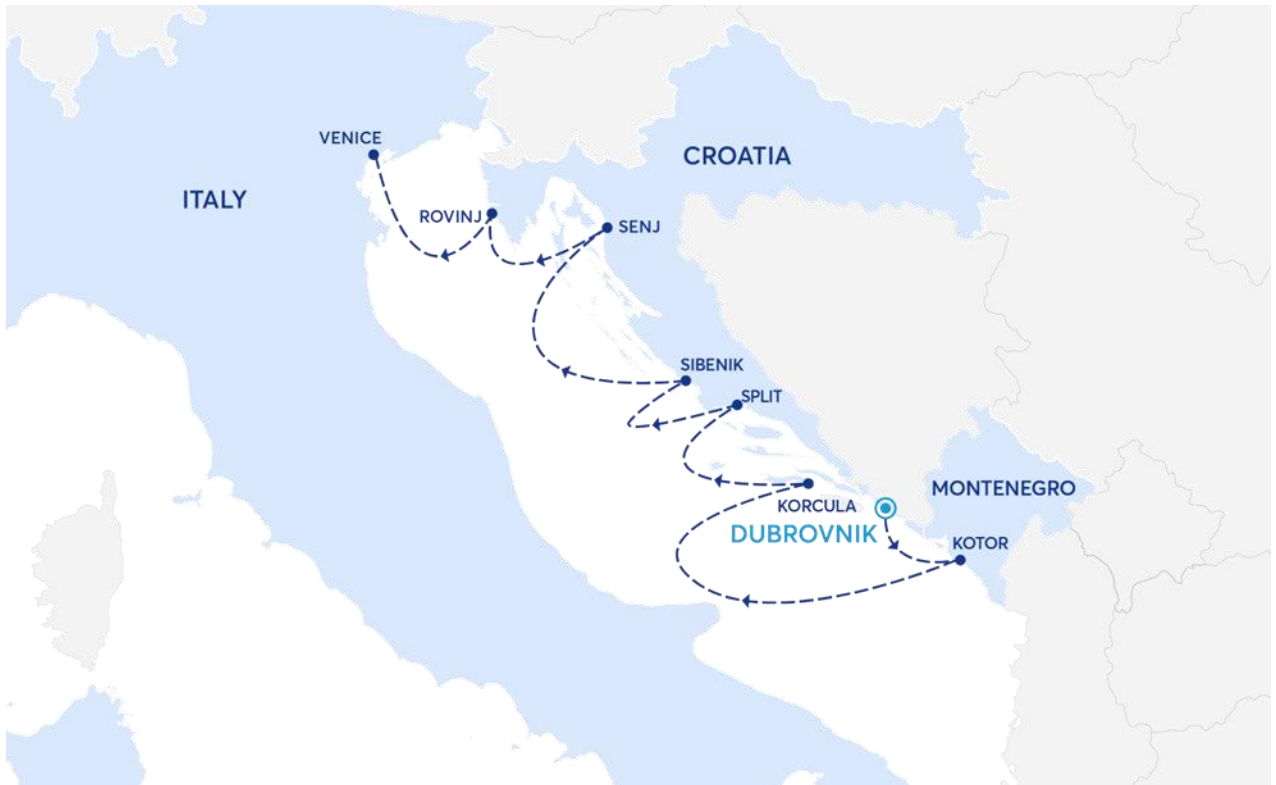 VENICE
CROATIA
ITALY
ROVINJ
SENJ
SIBENIK
SPLIT
MONTENEGRO
KORCULA
DUBROVNIK
KOTOR